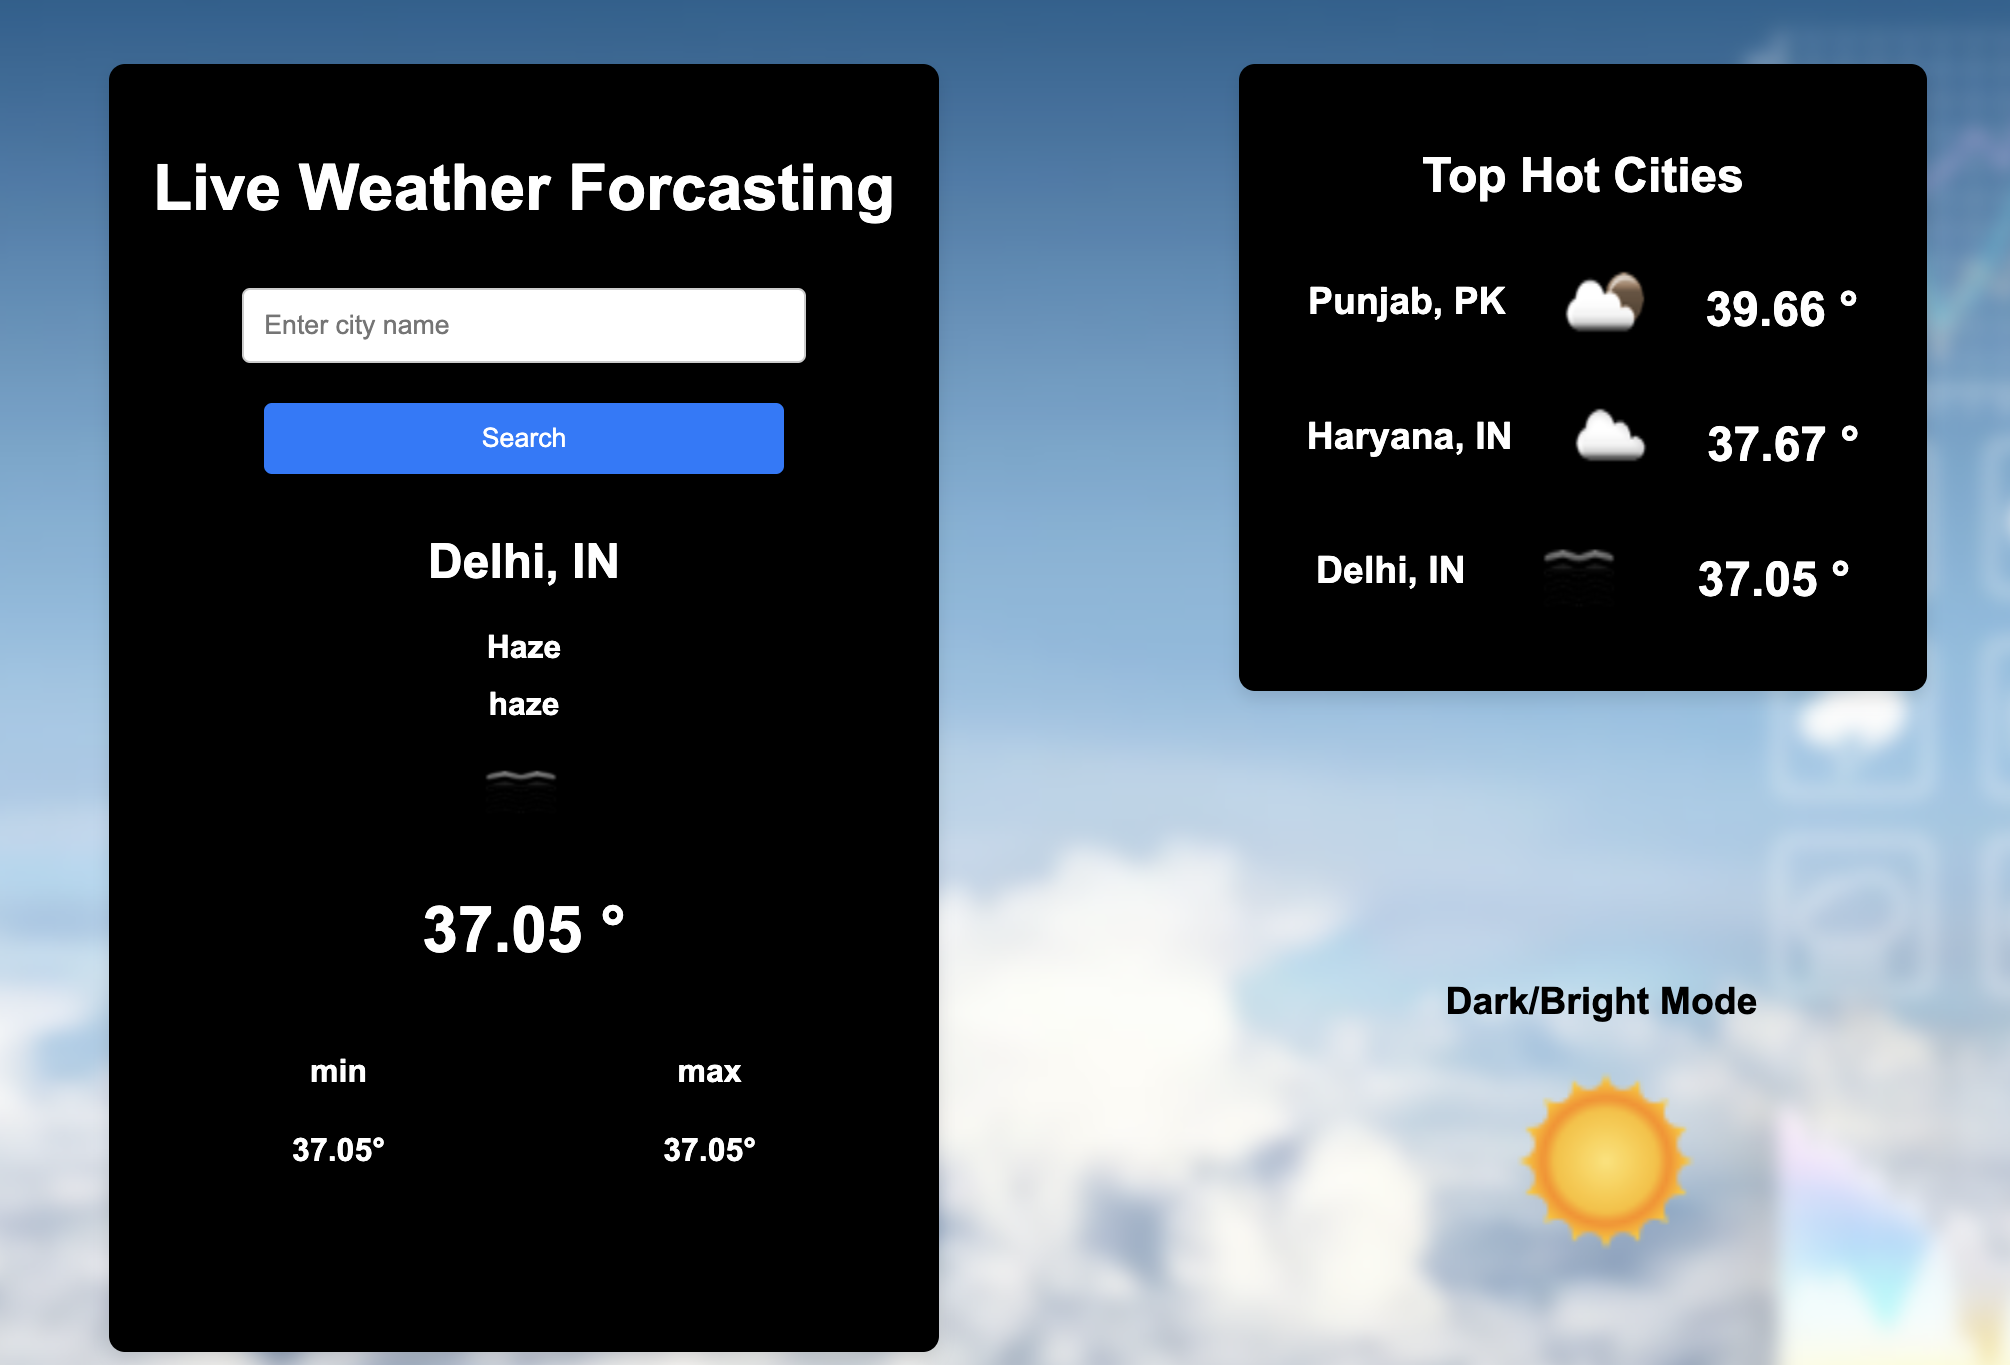 Live Weather Forcasting
Enter city name
Search
Delhi, IN
Haze
haze
37.05 °
min max
37.05° 37.05°
Top Hot Cities
Punjab, PK 39.66 °
Haryana, IN 37.67 °
Delhi, IN 37.05 °
Dark/Bright Mode